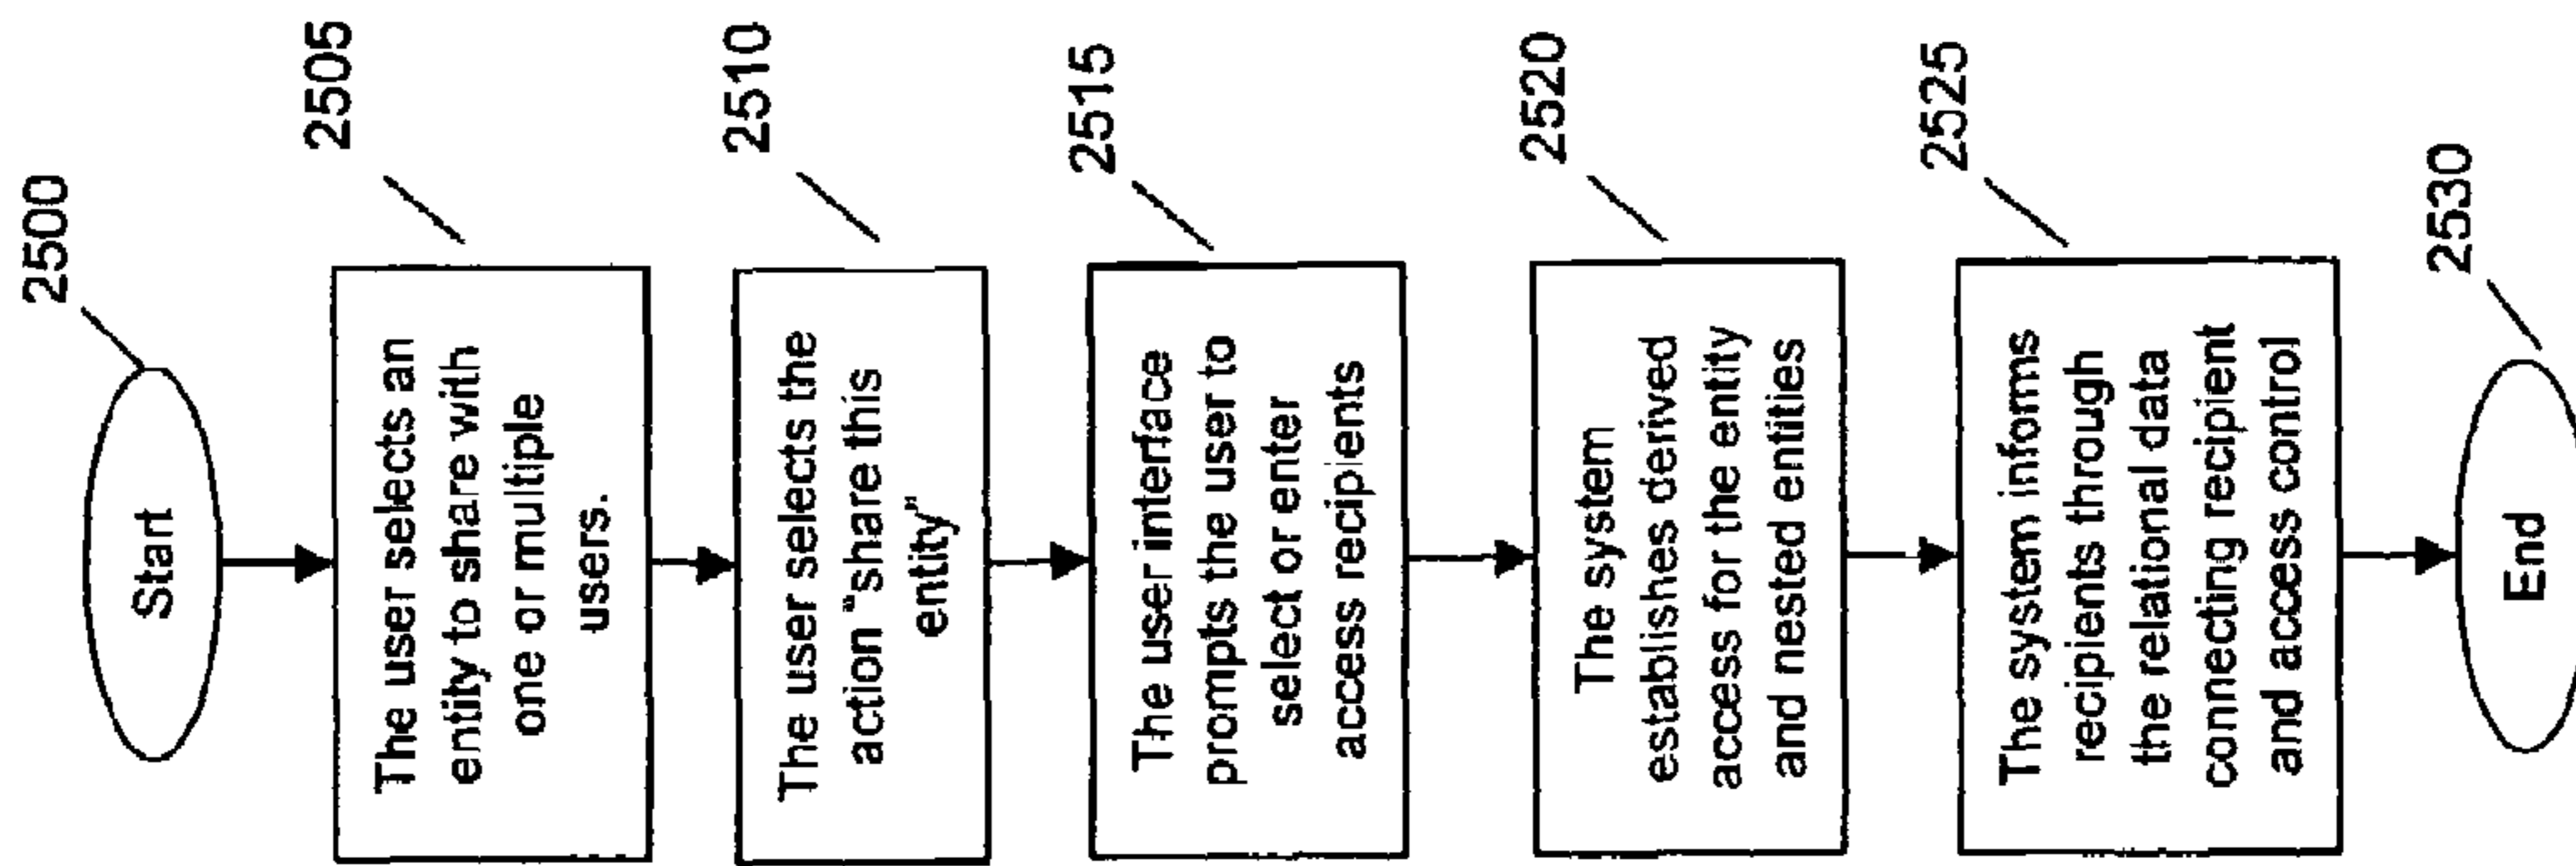 2500
Start
2505
The user selects an
entity to share with
one or multiple
users.
2510
The user selects the
action "share this
entity"
2515
The user interface
prompts the user to
select or enter
access recipients
2520
The system
establishes derived
access for the entity
and nested entities
2525
The system informs
recipients through
the relational data
connecting recipient
and access control
2530
End